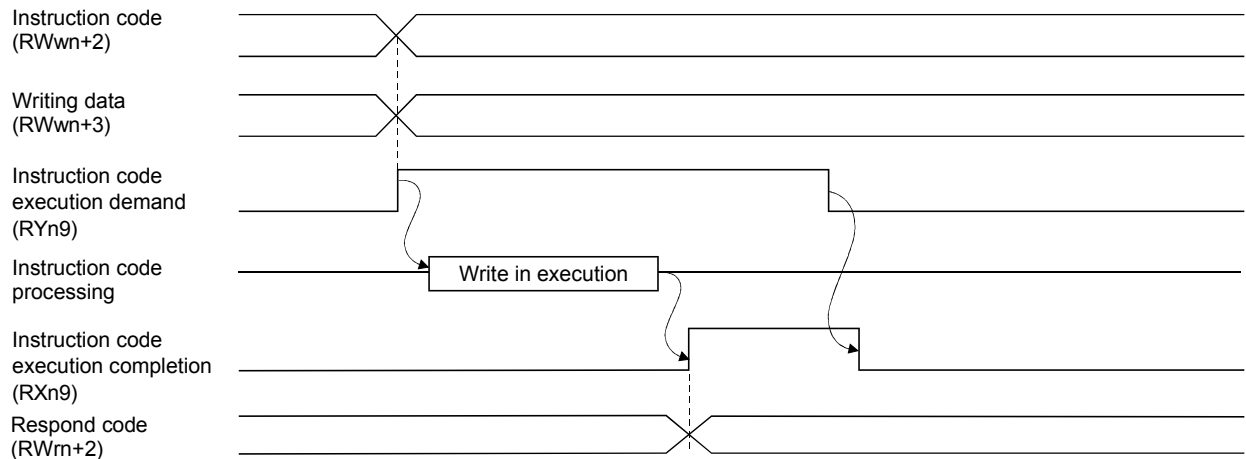 Instruction code
(RWwn+2)
Writing data
(RWwn+3)
Instruction code
execution demand
(RYn9)
Instruction code
processing
Write in execution
Instruction code
execution completion
(RXn9)
Respond code
(RWrn+2)